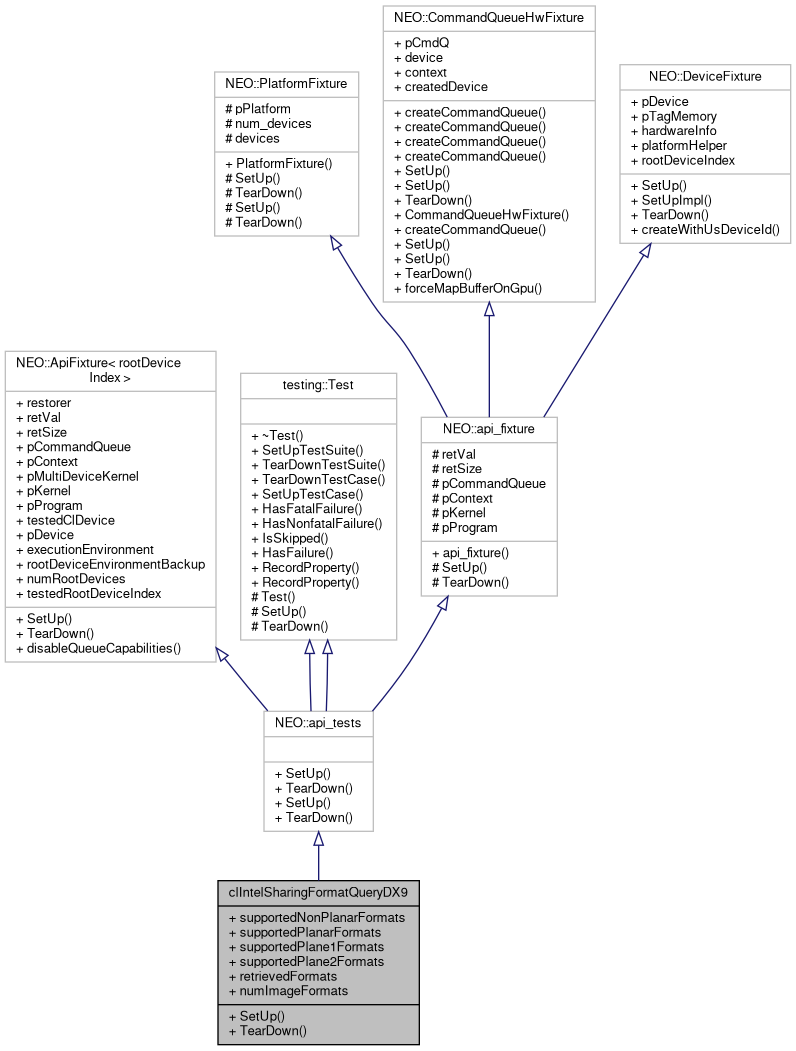 NEO::CommandQueueHwFixture
+ pCmdQ
+ device
+ context
+ createdDevice
+ createCommandQueue()
+ createCommandQueue()
+ createCommandQueue()
+ createCommandQueue()
+ SetUp()
+ SetUp()
+ TearDown()
+ CommandQueueHwFixture()
+ createCommandQueue()
+ SetUp()
+ SetUp()
+ TearDown()
+ forceMapBufferOnGpu()
NEO::PlatformFixture
# pPlatform
# num_devices
# devices
+ PlatformFixture()
# SetUp()
# TearDown()
# SetUp()
# TearDown()
NEO::DeviceFixture
+ pDevice
+ pTagMemory
+ hardwareInfo
+ platformHelper
+ rootDeviceIndex
+ SetUp()
+ SetUpImpl()
+ TearDown()
+ createWithUsDeviceId()
NEO::ApiFixture< rootDevice
Index >
+ restorer
+ retVal
+ retSize
+ pCommandQueue
+ pContext
+ pMultiDeviceKernel
+ pKernel
+ pProgram
+ testedClDevice
+ pDevice
+ executionEnvironment
+ rootDeviceEnvironmentBackup
+ numRootDevices
+ testedRootDeviceIndex
+ SetUp()
+ TearDown()
+ disableQueueCapabilities()
testing::Test
+ ~Test()
+ SetUpTestSuite()
+ TearDownTestSuite()
+ TearDownTestCase()
+ SetUpTestCase()
+ HasFatalFailure()
+ HasNonfatalFailure()
+ IsSkipped()
+ HasFailure()
+ RecordProperty()
+ RecordProperty()
# Test()
# SetUp()
# TearDown()
NEO::api_fixture
# retVal
# retSize
# pCommandQueue
# pContext
# pKernel
# pProgram
+ api_fixture()
# SetUp()
# TearDown()
NEO::api_tests
+ SetUp()
+ TearDown()
+ SetUp()
+ TearDown()
clIntelSharingFormatQueryDX9
+ supportedNonPlanarFormats
+ supportedPlanarFormats
+ supportedPlane1Formats
+ supportedPlane2Formats
+ retrievedFormats
+ numImageFormats
+ SetUp()
+ TearDown()